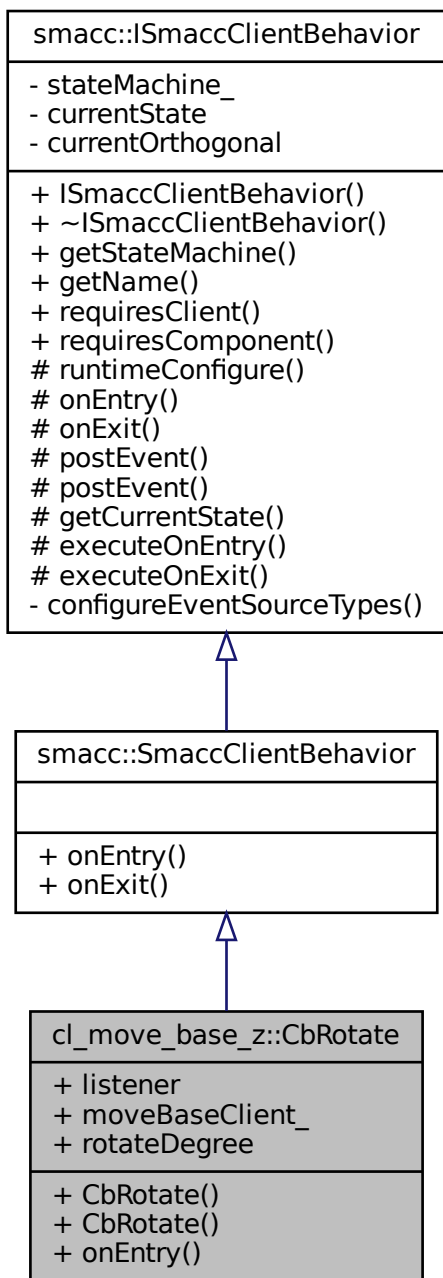 smacc::ISmaccClientBehavior
- stateMachine_
- currentState
- currentOrthogonal
+ ISmaccClientBehavior()
+ ~ISmaccClientBehavior()
+ getStateMachine()
+ getName()
+ requiresClient()
+ requiresComponent()
# runtimeConfigure()
# onEntry()
# onExit()
# postEvent()
# postEvent()
# getCurrentState()
# executeOnEntry()
# executeOnExit()
- configureEventSourceTypes()
smacc::SmaccClientBehavior
+ onEntry()
+ onExit()
cl_move_base_z::CbRotate
+ listener
+ moveBaseClient_
+ rotateDegree
+ CbRotate()
+ CbRotate()
+ onEntry()